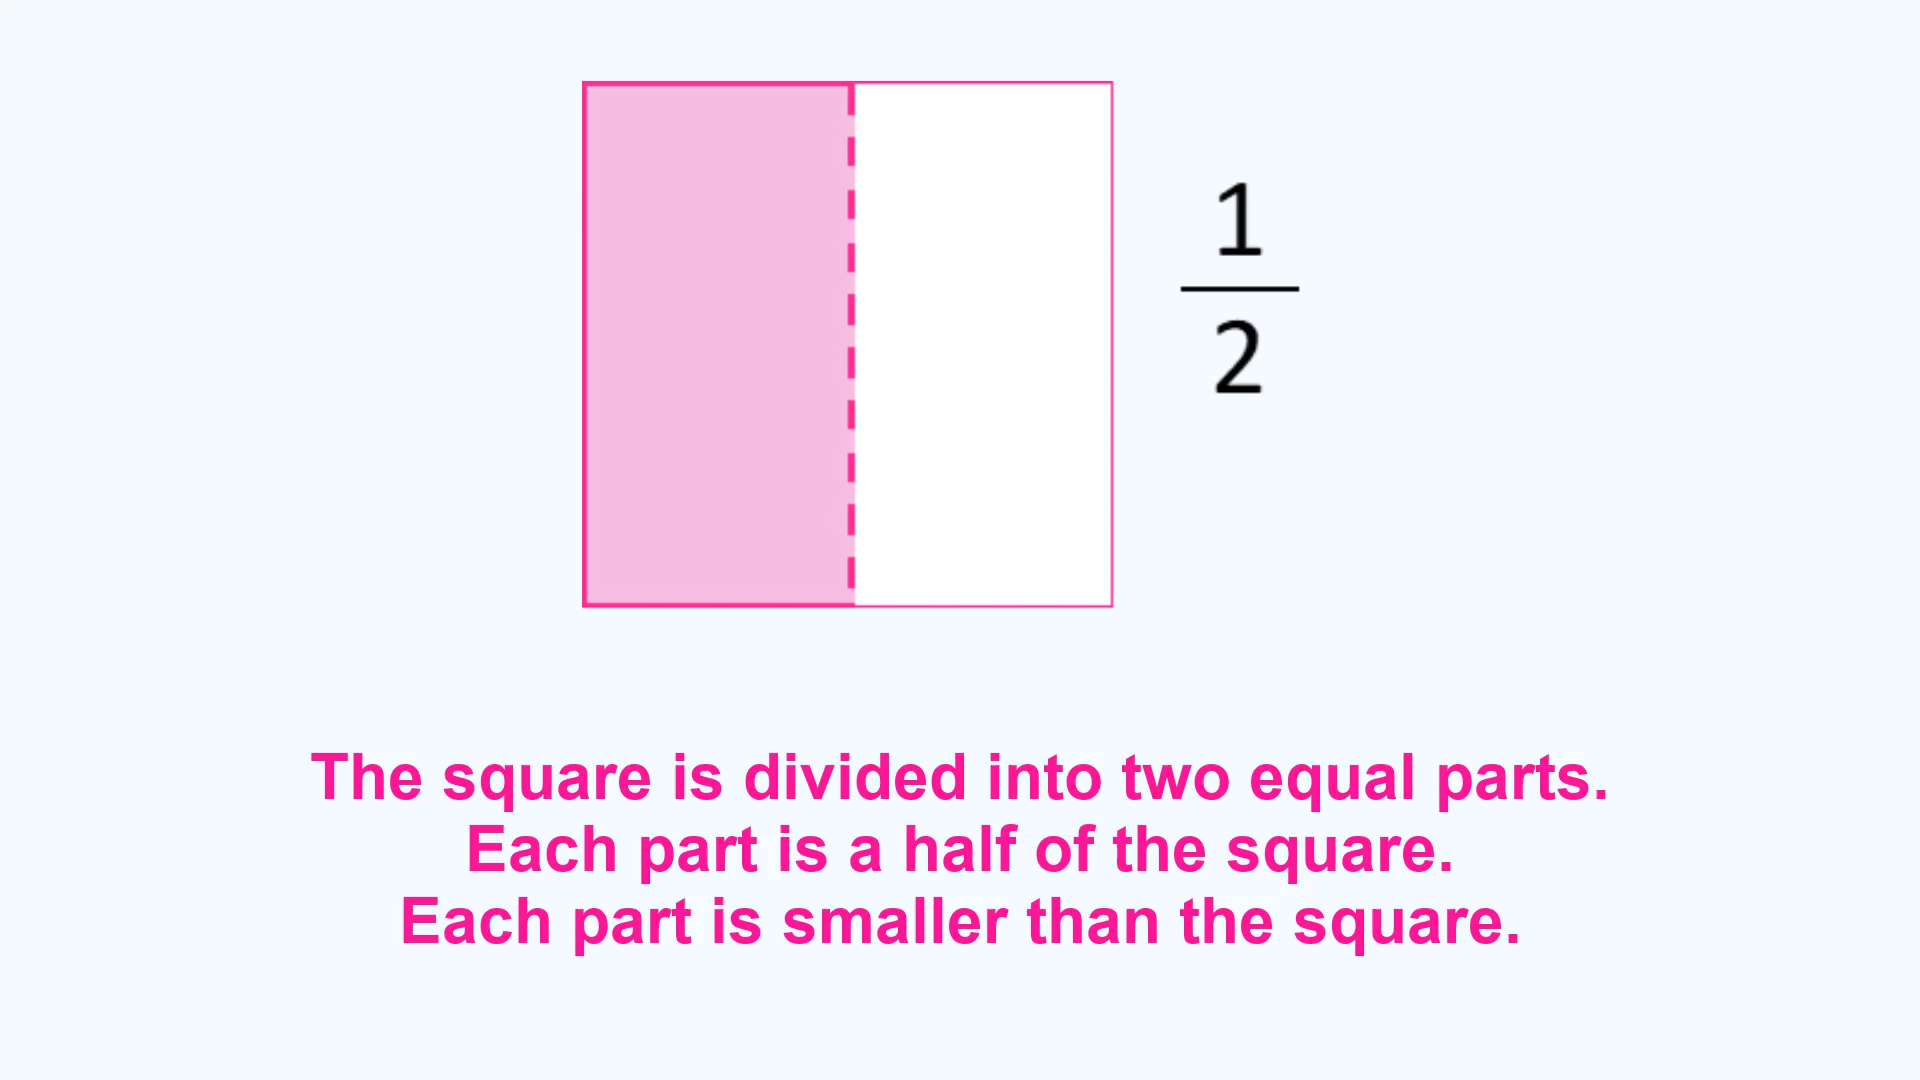 1
2
The square is divided into two equal parts.
Each part is a half of the square.
Each part is smaller than the square.